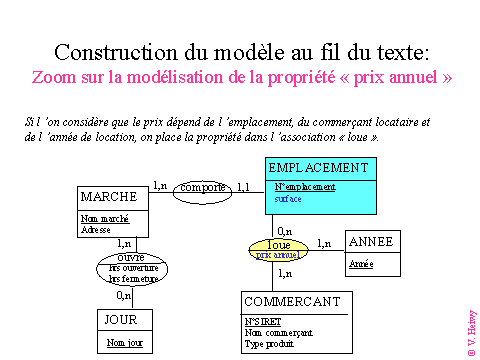 Construction du modèle au fil du texte:
Zoom sur la modélisation de la propriété « prix annuel »
Si l 'on considère que le prix dépend de l 'emplacement, du commerçant locataire et
de l 'année de location, on place la propriété dans l 'association « loue ».
EMPLACEMENT
N°emplacement
surface
1,n
comporte
1,1
MARCHE
Nom marché
Adresse
1,n
0,n
ouvre
hrs ouverture
hrs fermeture
loue
prix annuel
1,n
ANNEE
Année
0,n
1,n
JOUR
Nom jour
COMMERCANT
N°SIRET
Nom commerçant
Type produit
© V. Heiwy